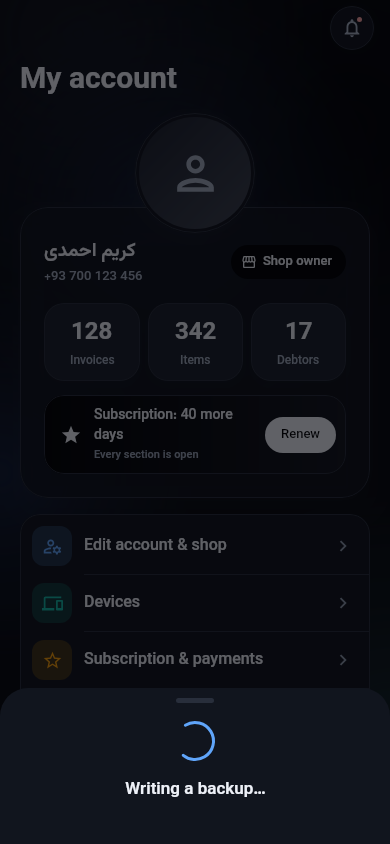 My account
کریم احمدی
+93 700 123 456
Shop owner
128
342
17
Invoices
Items
Debtors
Subscription: 40 more
days
Every section is open
Renew
Edit account & shop
Devices
Subscription & payments
Writing a backup...